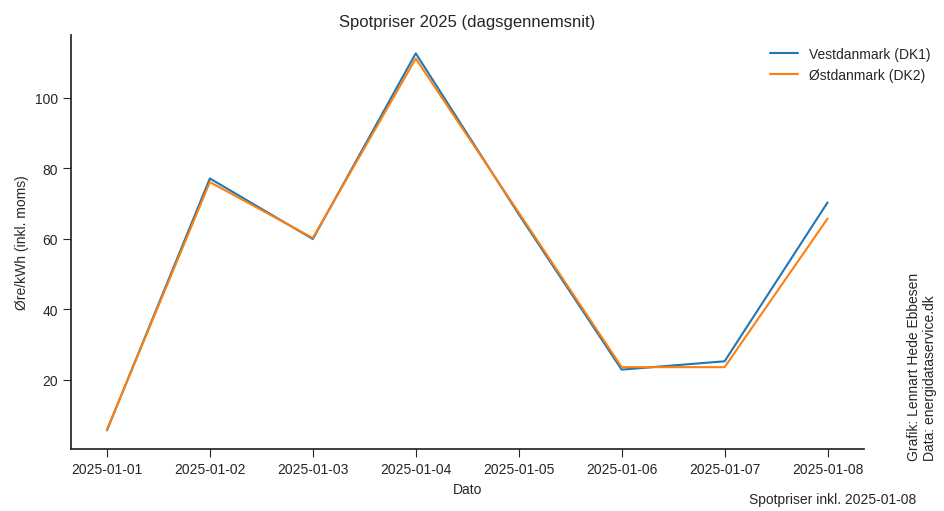 Spotpriser 2025 (dagsgennemsnit)
Vestdanmark (DK1)
Østdanmark (DK2)
Øre/kWh (inkl. moms)
100
80
60
40
20
2025-01-01
2025-01-02
2025-01-03
2025-01-04
2025-01-05
2025-01-06
2025-01-07
2025-01-08
Dato
Grafik: Lennart Hede Ebbesen
Data: energidataservice.dk
Spotpriser inkl. 2025-01-08